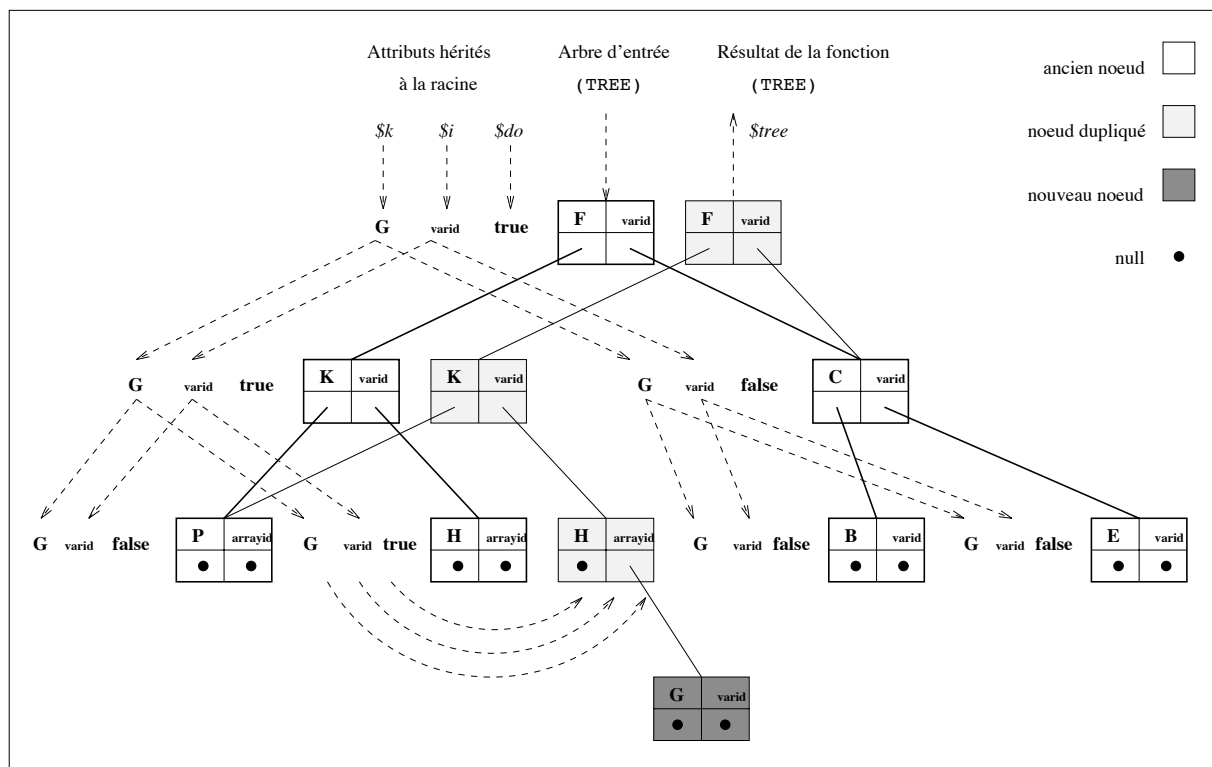 Attributs hérités
à la racine
Arbre d'entrée
(TREE)
Résultat de la fonction
(TREE)
ancien noeud
noeud dupliqué
nouveau noeud
null
$k $i $do $tree
G varid true F varid F varid
G varid true K varid K varid G varid false C varid
G varid false P arrayid G varid true H arrayid H arrayid G varid false B varid G varid false E varid
G varid